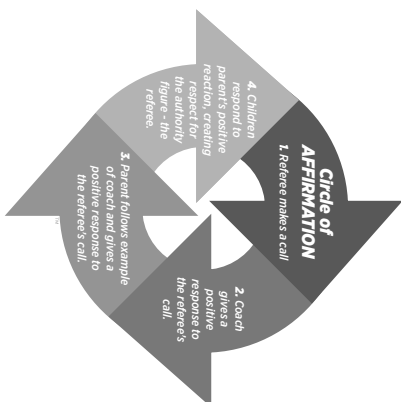 Circle of
AFFIRMATION
1. Referee makes a call
2. Coach
gives a
positive
response to
the referee's
call.
3. Parent follows example
of coach and gives a
positive response to
the referee's call.
4. Children
respond to
parent's positive
reaction, creating
respect for
the authority
figure - the
referee.